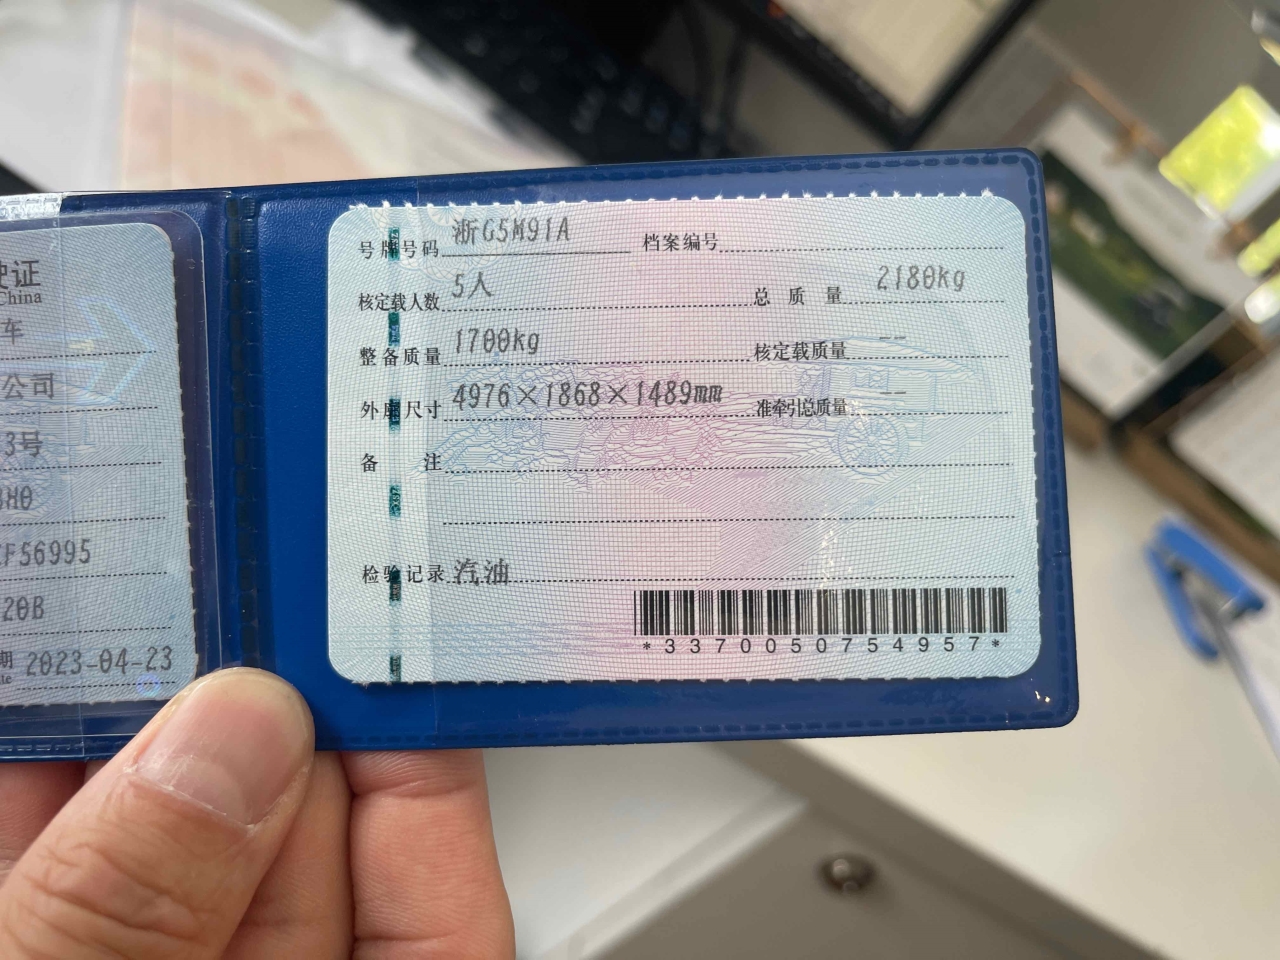 证
China
车
公司
3号
F56995
20B
期 2023-04-23
号牌号码 浙G5M91A 档案编号
核定载人数 5人 总质量 2180kg
整备质量 1700kg 核定载质量 --
外廓尺寸 4976×1868×1489mm 准牵引总质量 --
备注
检验记录 汽油
*3370050754957*